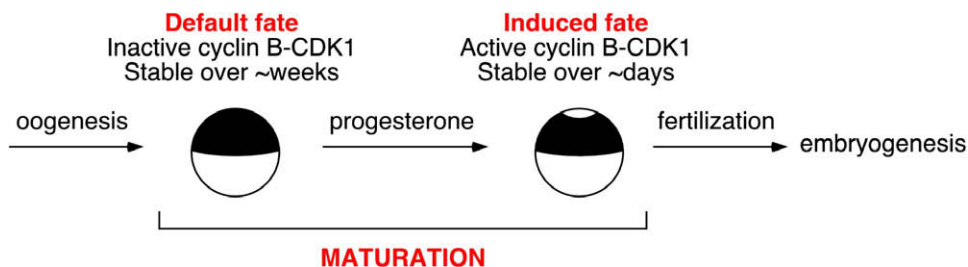 Default fate
Inactive cyclin B-CDK1
Stable over ~weeks
Induced fate
Active cyclin B-CDK1
Stable over ~days
oogenesis
progesterone
fertilization
embryogenesis
MATURATION